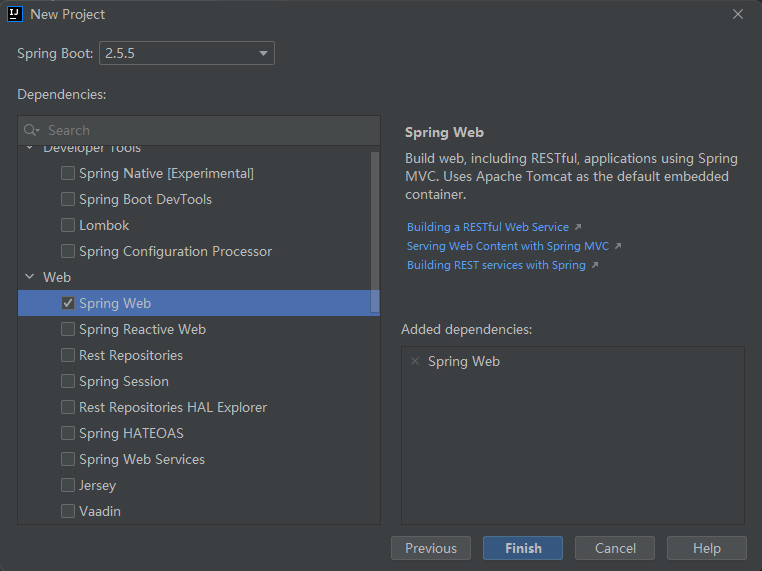 IJ
New Project
Spring Boot:
2.5.5
Dependencies:
Search
Developer Tools
Spring Native [Experimental]
Spring Boot DevTools
Lombok
Spring Configuration Processor
Web
Spring Web
Spring Reactive Web
Rest Repositories
Spring Session
Rest Repositories HAL Explorer
Spring HATEOAS
Spring Web Services
Jersey
Vaadin
Spring Web
Build web, including RESTful, applications using Spring
MVC. Uses Apache Tomcat as the default embedded
container.
Building a RESTful Web Service
Serving Web Content with Spring MVC
Building REST services with Spring
Added dependencies:
Spring Web
Previous
Finish
Cancel
Help